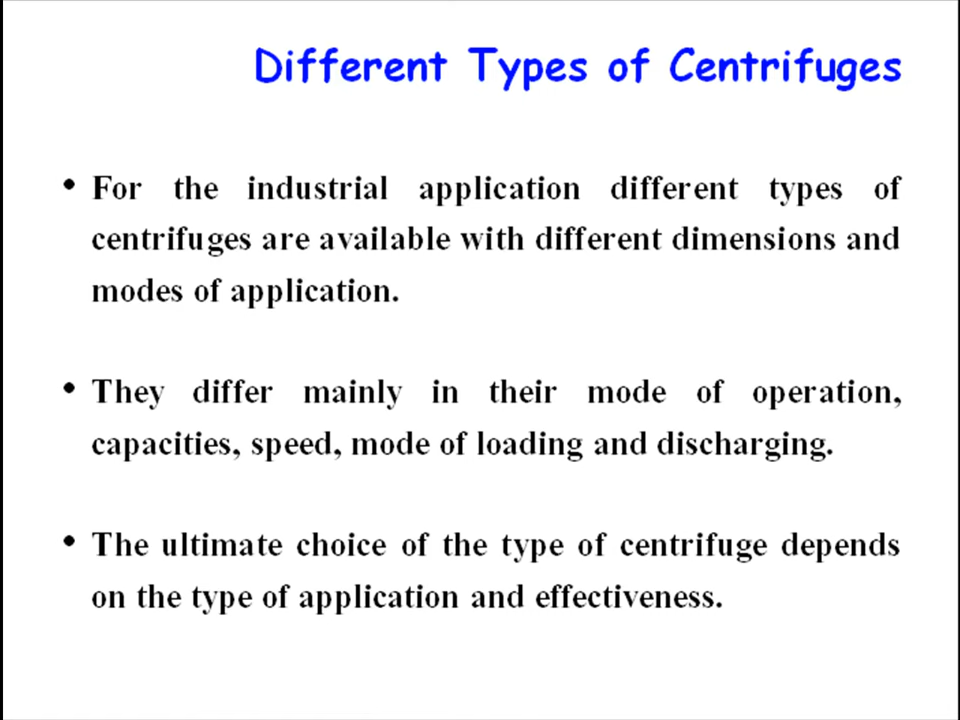 Different Types of Centrifuges
• For the industrial application different types of
centrifuges are available with different dimensions and
modes of application.
• They differ mainly in their mode of operation,
capacities, speed, mode of loading and discharging.
• The ultimate choice of the type of centrifuge depends
on the type of application and effectiveness.